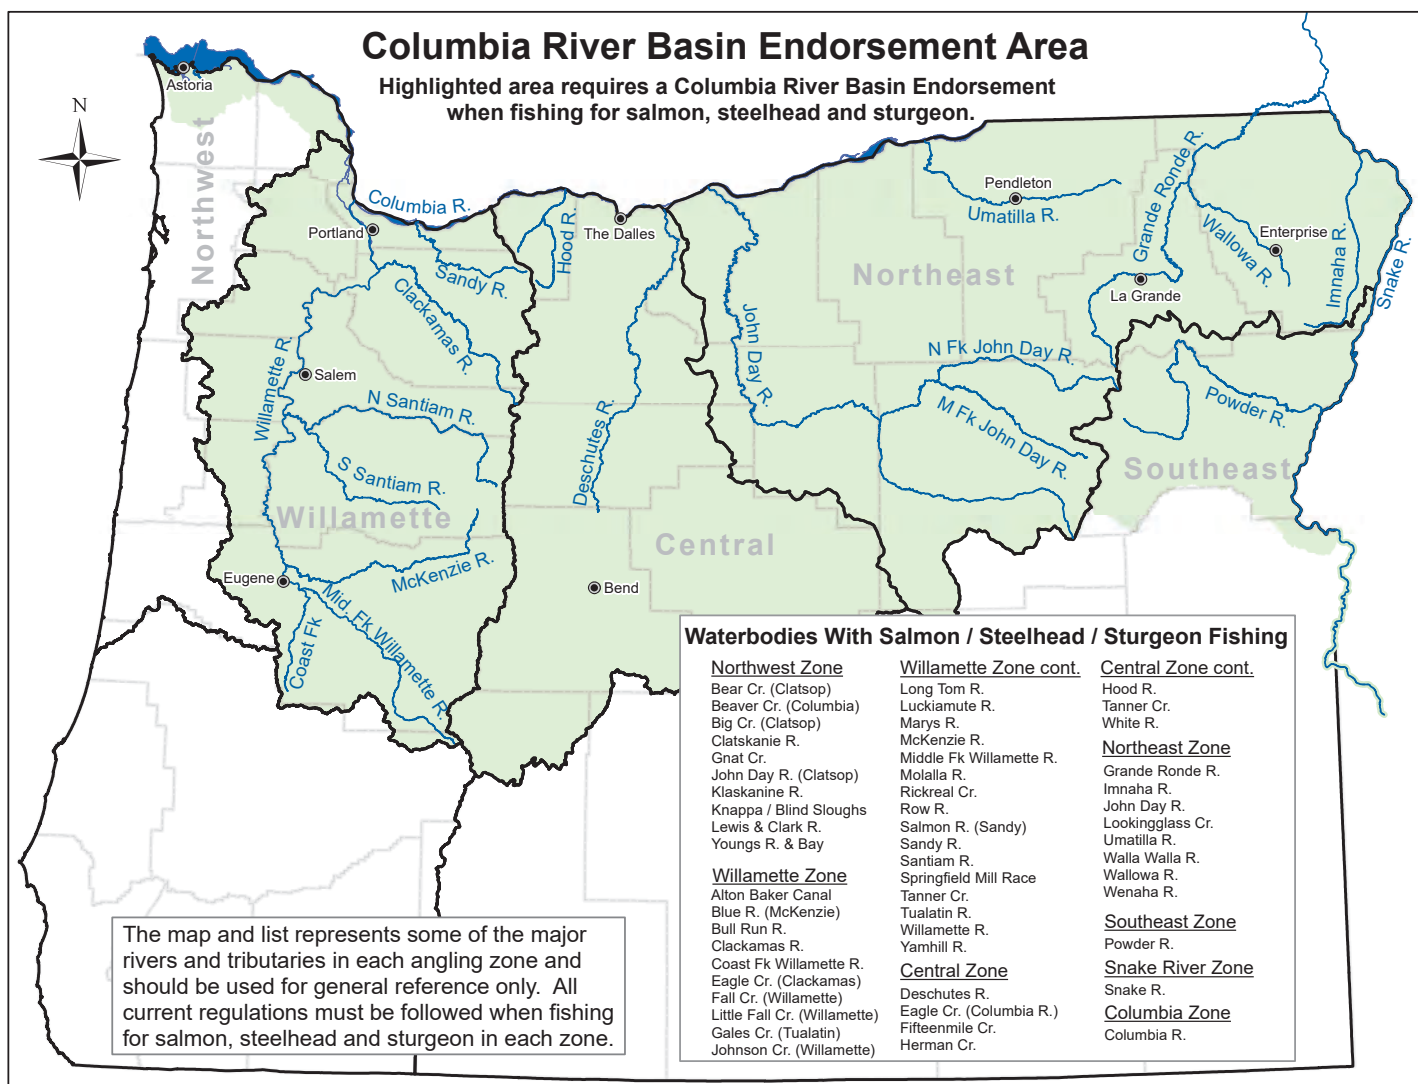 Columbia River Basin Endorsement Area
Highlighted area requires a Columbia River Basin Endorsement
when fishing for salmon, steelhead and sturgeon.
N
Astoria
Northwest
Columbia R.
Portland
Hood R.
The Dalles
Sandy R.
Clackamas R.
Willamette R.
Salem
N Santiam R.
S Santiam R.
Willamette
Eugene
McKenzie R.
Mid. Fk Willamette R.
Coast Fk
Deschutes R.
Central
Bend
John Day R.
Northeast
Pendleton
Umatilla R.
Grande Ronde R.
Wallowa R.
Enterprise
Imnaha R.
Snake R.
La Grande
N Fk John Day R.
M Fk John Day R.
Powder R.
Southeast
Waterbodies With Salmon / Steelhead / Sturgeon Fishing
Northwest Zone
Bear Cr. (Clatsop)
Beaver Cr. (Columbia)
Big Cr. (Clatsop)
Clatskanie R.
Gnat Cr.
John Day R. (Clatsop)
Klaskanine R.
Knappa / Blind Sloughs
Lewis & Clark R.
Youngs R. & Bay
Willamette Zone
Alton Baker Canal
Blue R. (McKenzie)
Bull Run R.
Clackamas R.
Coast Fk Willamette R.
Eagle Cr. (Clackamas)
Fall Cr. (Willamette)
Little Fall Cr. (Willamette)
Gales Cr. (Tualatin)
Johnson Cr. (Willamette)
Willamette Zone cont.
Long Tom R.
Luckiamute R.
Marys R.
McKenzie R.
Middle Fk Willamette R.
Molalla R.
Rickreal Cr.
Row R.
Salmon R. (Sandy)
Sandy R.
Santiam R.
Springfield Mill Race
Tanner Cr.
Tualatin R.
Willamette R.
Yamhill R.
Central Zone
Deschutes R.
Eagle Cr. (Columbia R.)
Fifteenmile Cr.
Herman Cr.
Central Zone cont.
Hood R.
Tanner Cr.
White R.
Northeast Zone
Grande Ronde R.
Imnaha R.
John Day R.
Lookingglass Cr.
Umatilla R.
Walla Walla R.
Wallowa R.
Wenaha R.
Southeast Zone
Powder R.
Snake River Zone
Snake R.
Columbia Zone
Columbia R.
The map and list represents some of the major
rivers and tributaries in each angling zone and
should be used for general reference only.  All
current regulations must be followed when fishing
for salmon, steelhead and sturgeon in each zone.